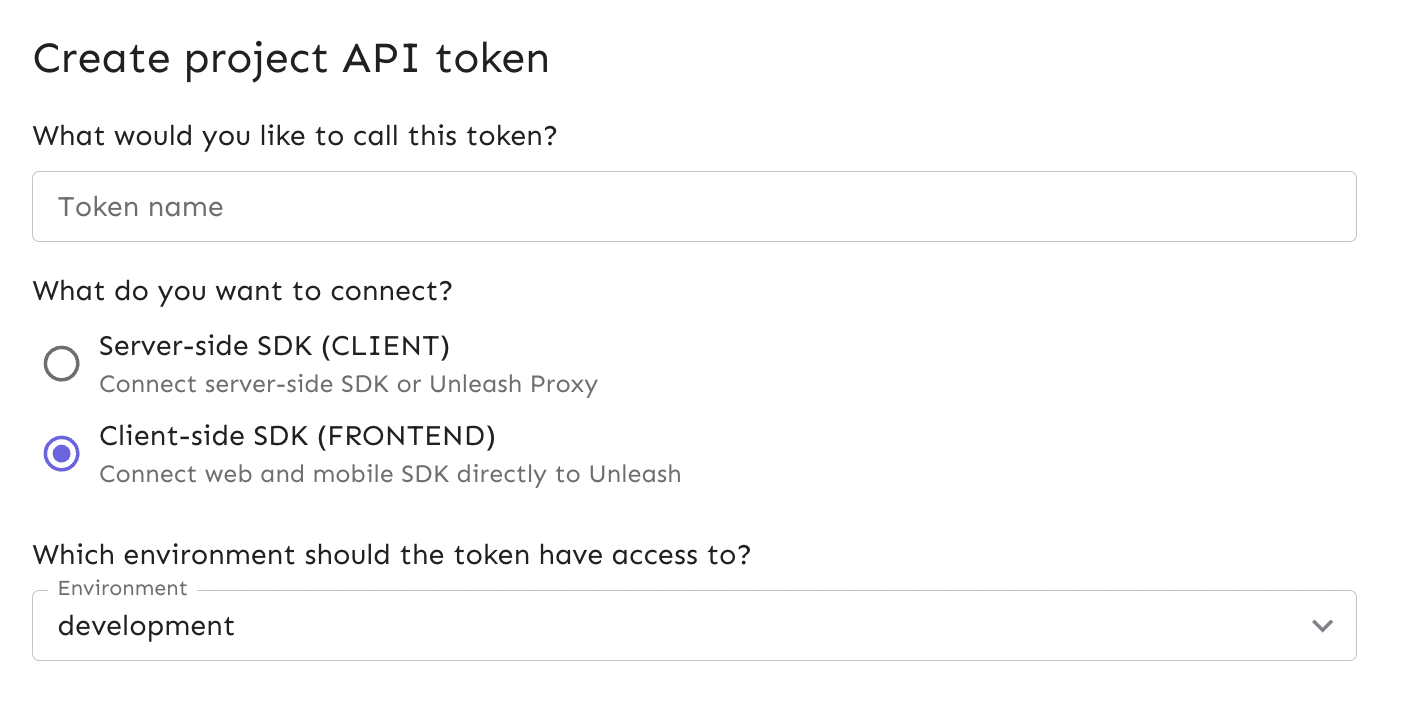 Create project API token
What would you like to call this token?
Token name
What do you want to connect?
Server-side SDK (CLIENT)
Connect server-side SDK or Unleash Proxy
Client-side SDK (FRONTEND)
Connect web and mobile SDK directly to Unleash
Which environment should the token have access to?
Environment
development